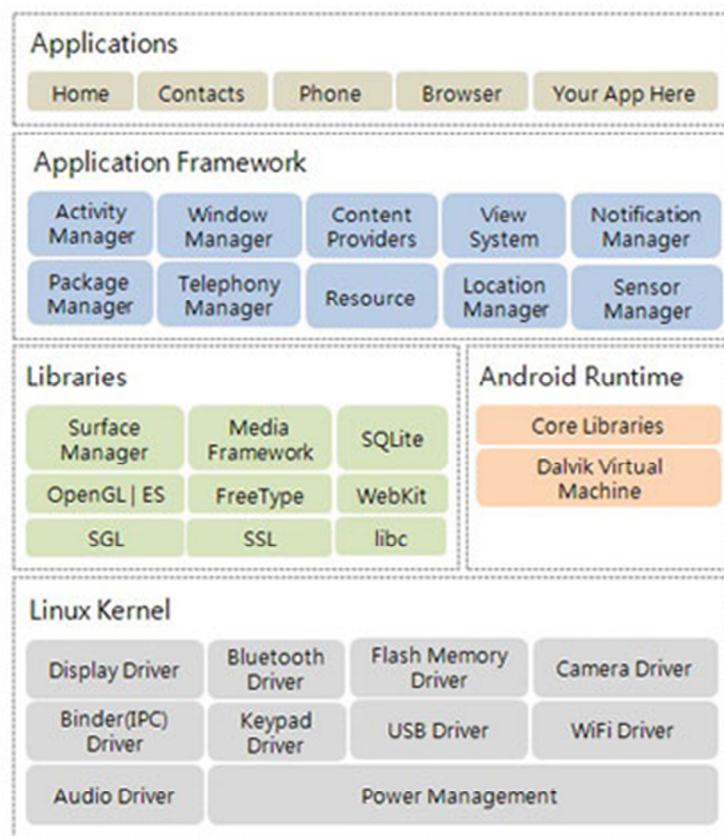 Applications
Home Contacts Phone Browser Your App Here
Application Framework
Activity Manager
Window Manager
Content Providers
View System
Notification Manager
Package Manager
Telephony Manager
Resource
Location Manager
Sensor Manager
Libraries
Surface Manager
Media Framework
SQLite
OpenGL | ES
FreeType
WebKit
SGL
SSL
libc
Android Runtime
Core Libraries
Dalvik Virtual
Machine
Linux Kernel
Display Driver
Bluetooth Driver
Flash Memory Driver
Camera Driver
Binder(IPC) Driver
Keypad Driver
USB Driver
WiFi Driver
Audio Driver
Power Management